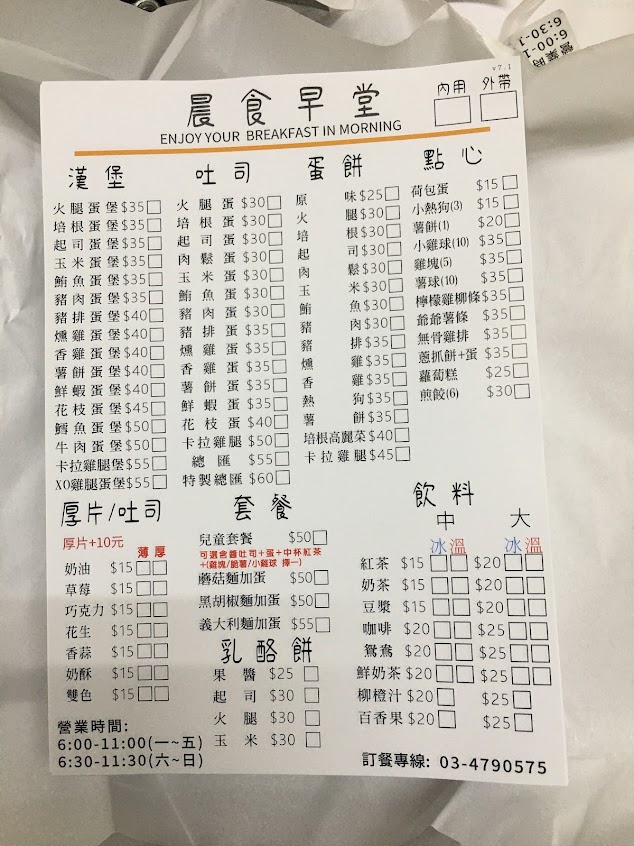 v7.1
晨食早堂
ENJOY YOUR BREAKFAST IN MORNING
內用 外帶
漢堡
火腿蛋堡$35
培根蛋堡$35
起司蛋堡$35
玉米蛋堡$35
鮪魚蛋堡$35
豬肉蛋堡$35
豬排蛋堡$40
燻雞蛋堡$40
香雞蛋堡$40
薯餅蛋堡$40
鮮蝦蛋堡$40
花枝蛋堡$45
鱈魚蛋堡$50
牛肉蛋堡$50
卡拉雞腿堡$55
XO雞腿蛋堡$55
吐司
火腿蛋$30
培根蛋$30
起司蛋$30
肉鬆蛋$30
玉米蛋$30
鮪魚蛋$30
豬肉蛋$30
豬排蛋$35
燻雞蛋$35
香雞蛋$35
薯餅蛋$35
鮮蝦蛋$35
花枝蛋$40
卡拉雞腿$50
總匯$55
特製總匯$60
蛋餅
原味$25
火腿$30
培根$30
起司$30
肉鬆$30
玉米$30
鮪魚$30
豬肉$30
豬排$35
燻雞$35
香雞$35
熱狗$35
薯餅$35
培根高麗菜$40
卡拉雞腿$45
點心
荷包蛋$15
小熱狗(3)$15
薯餅(1)$20
小雞球(10)$35
雞塊(5)$35
薯球(10)$35
檸檬雞柳條$35
爺爺薯條$35
無骨雞排$35
蔥抓餅+蛋$35
蘿蔔糕$25
煎餃(6)$30
厚片/吐司
厚片+10元
薄 厚
奶油$15
草莓$15
巧克力$15
花生$15
香蒜$15
奶酥$15
雙色$15
套餐
兒童套餐$50
可選含醬吐司+蛋+中杯紅茶
+(雞塊/脆薯/小雞球 擇一)
蘑菇麵加蛋$50
黑胡椒麵加蛋$50
義大利麵加蛋$55
乳酪餅
果醬$25
起司$30
火腿$30
玉米$30
飲料
中 大
冰 溫 冰 溫
紅茶 $15 $20
奶茶 $15 $20
豆漿 $15 $20
咖啡 $20 $25
鴛鴦 $20 $25
鮮奶茶 $20 $25
柳橙汁 $20 $25
百香果 $20 $25
營業時間:
6:00-11:00(一~五)
6:30-11:30(六~日)
訂餐專線: 03-4790575
營業時
6:00-1
6:30-1